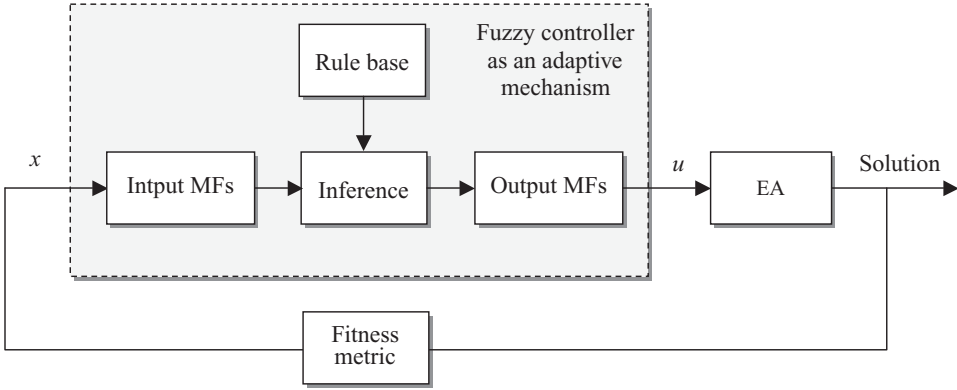 Fuzzy controller
as an adaptive
mechanism
Rule base
x
Intput MFs
Inference
Output MFs
u
EA
Solution
Fitness
metric